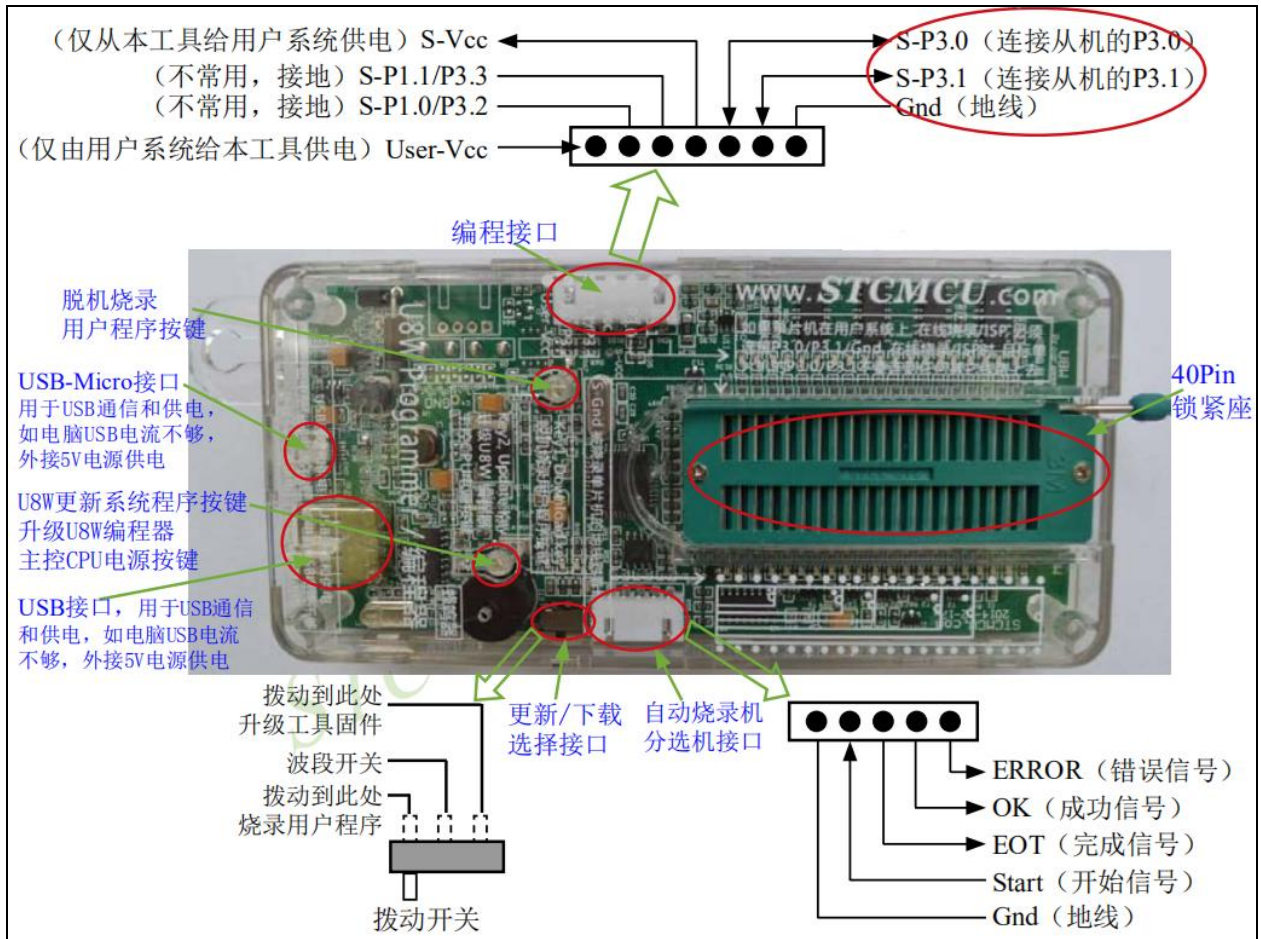 （仅从本工具给用户系统供电）S-Vcc
（不常用，接地）S-P1.1/P3.3
（不常用，接地）S-P1.0/P3.2
（仅由用户系统给本工具供电）User-Vcc
S-P3.0（连接从机的P3.0）
S-P3.1（连接从机的P3.1）
Gnd（地线）
编程接口
脱机烧录
用户程序按键
USB-Micro接口
用于USB通信和供电，
如电脑USB电流不够，
外接5V电源供电
U8W更新系统程序按键
升级U8W编程器
主控CPU电源按键
USB接口，用于USB通信
和供电，如电脑USB电流
不够，外接5V电源供电
www.STCMCU.com
U8W Programmer
40Pin
锁紧座
拨动到此处
升级工具固件
波段开关
拨动到此处
烧录用户程序
拨动开关
更新/下载
选择接口
自动烧录机
分选机接口
ERROR（错误信号）
OK（成功信号）
EOT（完成信号）
Start（开始信号）
Gnd（地线）